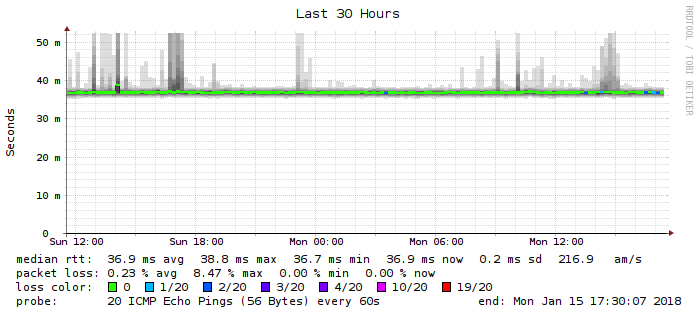 Last 30 Hours
RRDTOOL / TOBI OETIKER
Seconds
50 m
40 m
30 m
20 m
10 m
0
Sun 12:00 Sun 18:00 Mon 00:00 Mon 06:00 Mon 12:00
median rtt: 36.9 ms avg 38.8 ms max 36.7 ms min 36.9 ms now 0.2 ms sd 216.9 am/s
packet loss: 0.23 % avg 8.47 % max 0.00 % min 0.00 % now
loss color: 0 1/20 2/20 3/20 4/20 10/20 19/20
probe: 20 ICMP Echo Pings (56 Bytes) every 60s end: Mon Jan 15 17:30:07 2018